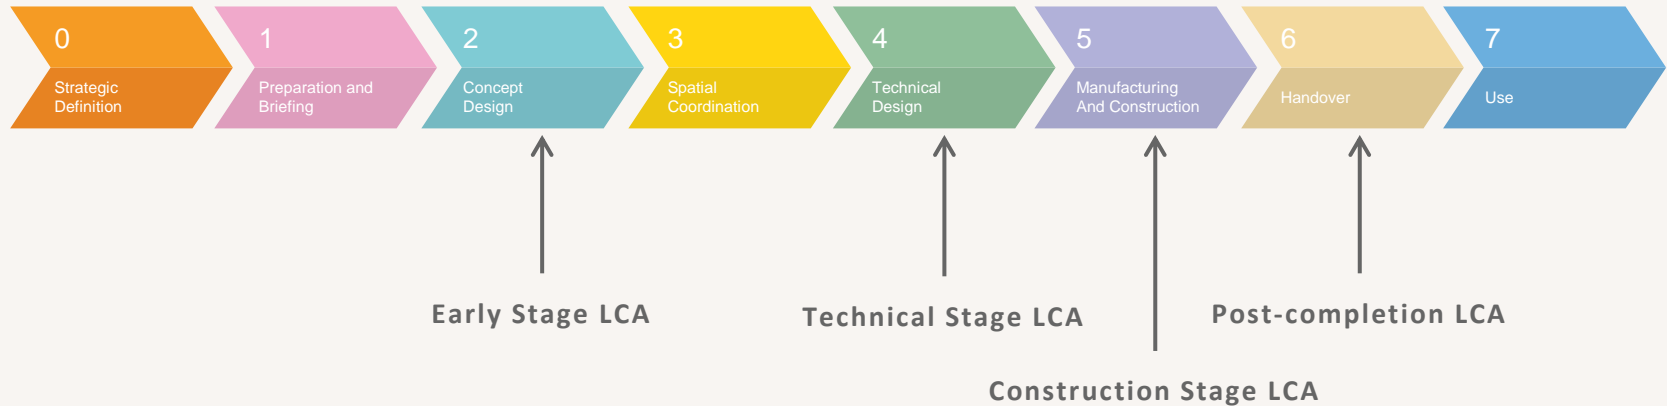 0
Strategic
Definition
1
Preparation and
Briefing
2
Concept
Design
3
Spatial
Coordination
4
Technical
Design
5
Manufacturing
And Construction
6
Handover
7
Use
Early Stage LCA
Technical Stage LCA
Post-completion LCA
Construction Stage LCA